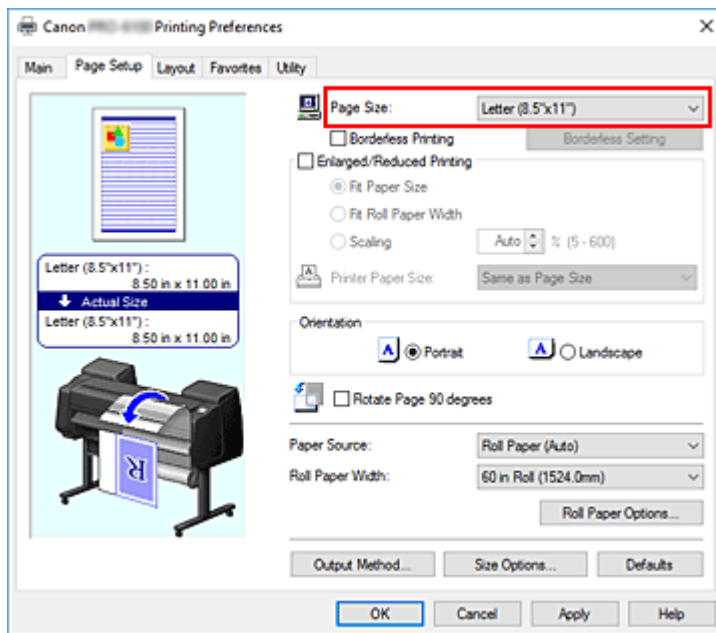 Canon Printing Preferences
Main Page Setup Layout Favorites Utility
Page Size: Letter (8.5"x11")
Borderless Printing Borderless Setting
Enlarged/Reduced Printing
Fit Paper Size
Fit Roll Paper Width
Scaling Auto % (5 - 600)
Printer Paper Size: Same as Page Size
Letter (8.5"x11") :
8.50 in x 11.00 in
Actual Size
Letter (8.5"x11") :
8.50 in x 11.00 in
Orientation
A Portrait A Landscape
Rotate Page 90 degrees
Paper Source: Roll Paper (Auto)
Roll Paper Width: 60 in Roll (1524.0mm)
Roll Paper Options...
Output Method... Size Options... Defaults
OK Cancel Apply Help
R